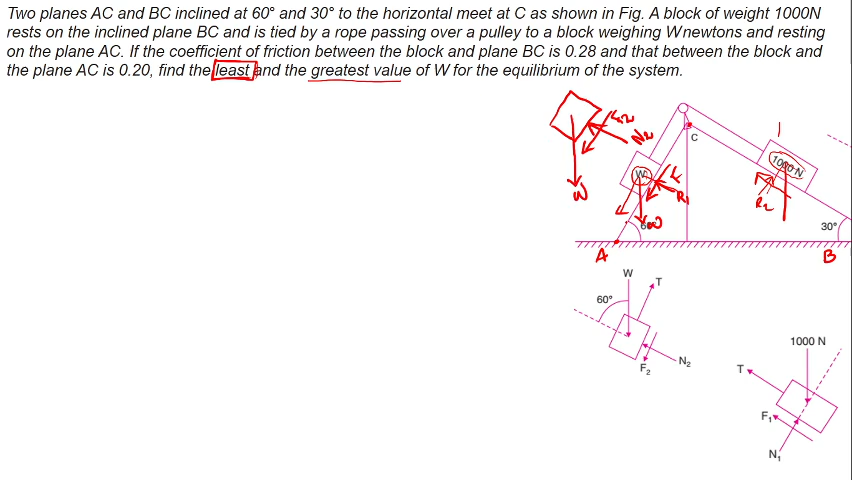 Two planes AC and BC inclined at 60° and 30° to the horizontal meet at C as shown in Fig. A block of weight 1000N
rests on the inclined plane BC and is tied by a rope passing over a pulley to a block weighing W newtons and resting
on the plane AC. If the coefficient of friction between the block and plane BC is 0.28 and that between the block and
the plane AC is 0.20, find the least and the greatest value of W for the equilibrium of the system.
N2
C
1000 N
W
R1
R2
W
W
60°
30°
A
B
W
T
60°
N2
F2
1000 N
T
F1
N1